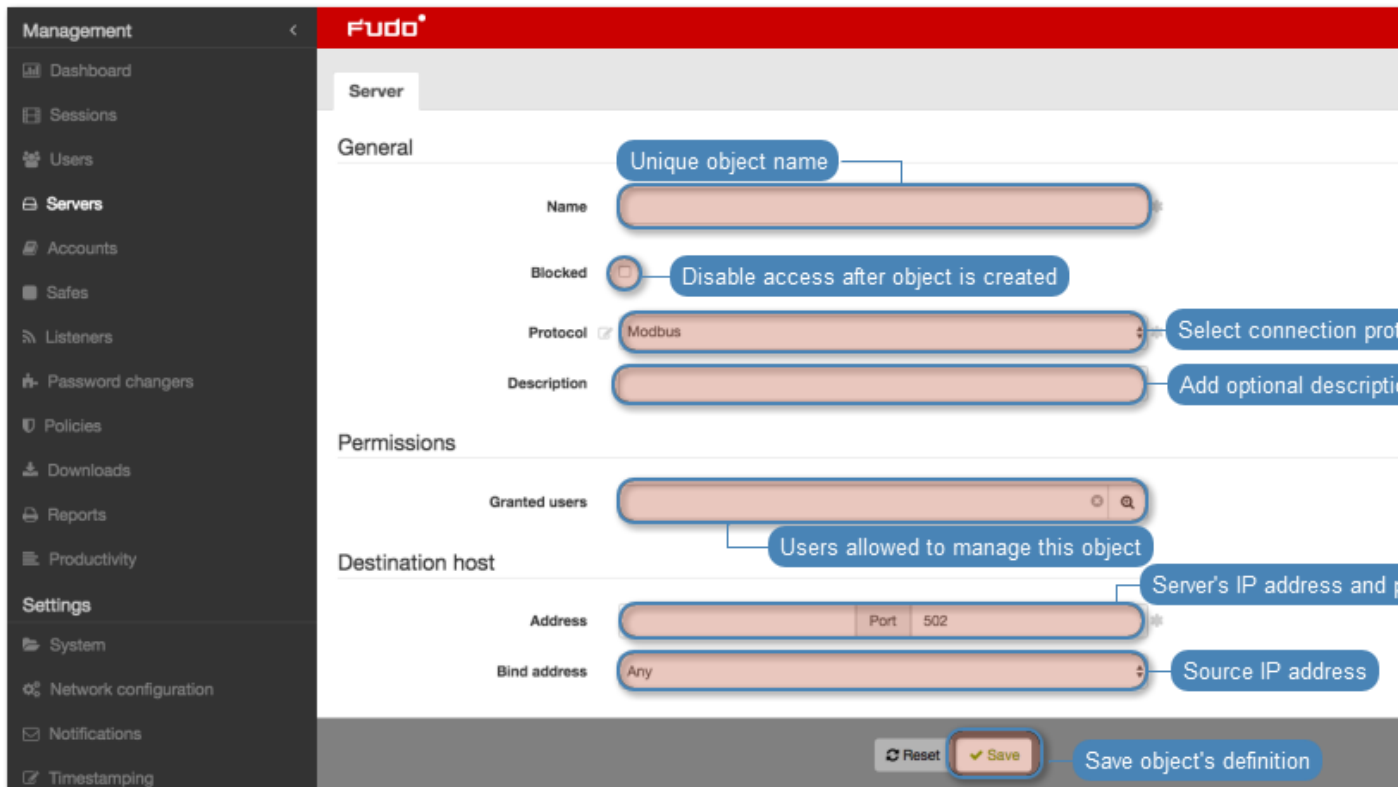 Management
Dashboard
Sessions
Users
Servers
Accounts
Safes
Listeners
Password changers
Policies
Downloads
Reports
Productivity
Settings
System
Network configuration
Notifications
Timestamping
FUDO
Server
General
Unique object name
Name
Blocked
Disable access after object is created
Protocol Modbus Select connection
Description Add optional
Permissions
Granted users
Users allowed to manage this object
Destination host
Server's IP address and
Address Port 502
Bind address Any Source IP address
Reset Save Save object's definition